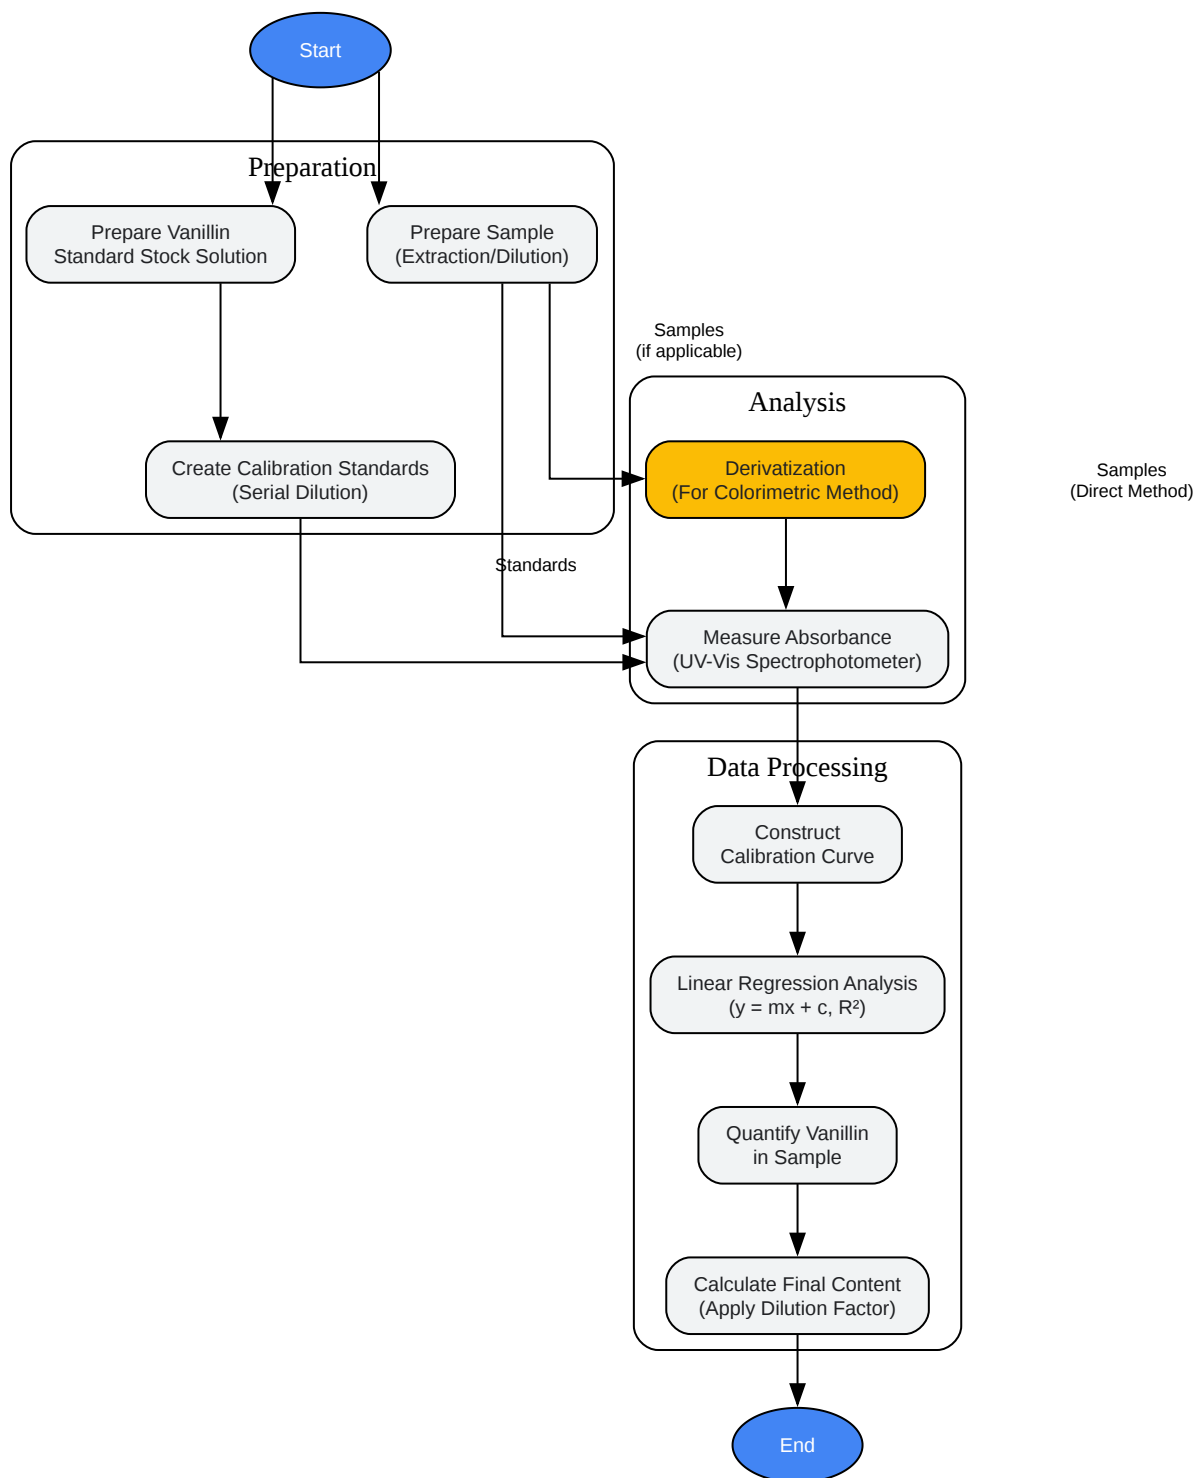 Start
Preparation
Prepare Vanillin
Standard Stock Solution
Prepare Sample
(Extraction/Dilution)
Samples
(if applicable)
Analysis
Create Calibration Standards
(Serial Dilution)
Derivatization
(For Colorimetric Method)
Samples
(Direct Method)
Standards
Measure Absorbance
(UV-Vis Spectrophotometer)
Data Processing
Construct
Calibration Curve
Linear Regression Analysis
(y = mx + c, R²)
Quantify Vanillin
in Sample
Calculate Final Content
(Apply Dilution Factor)
End